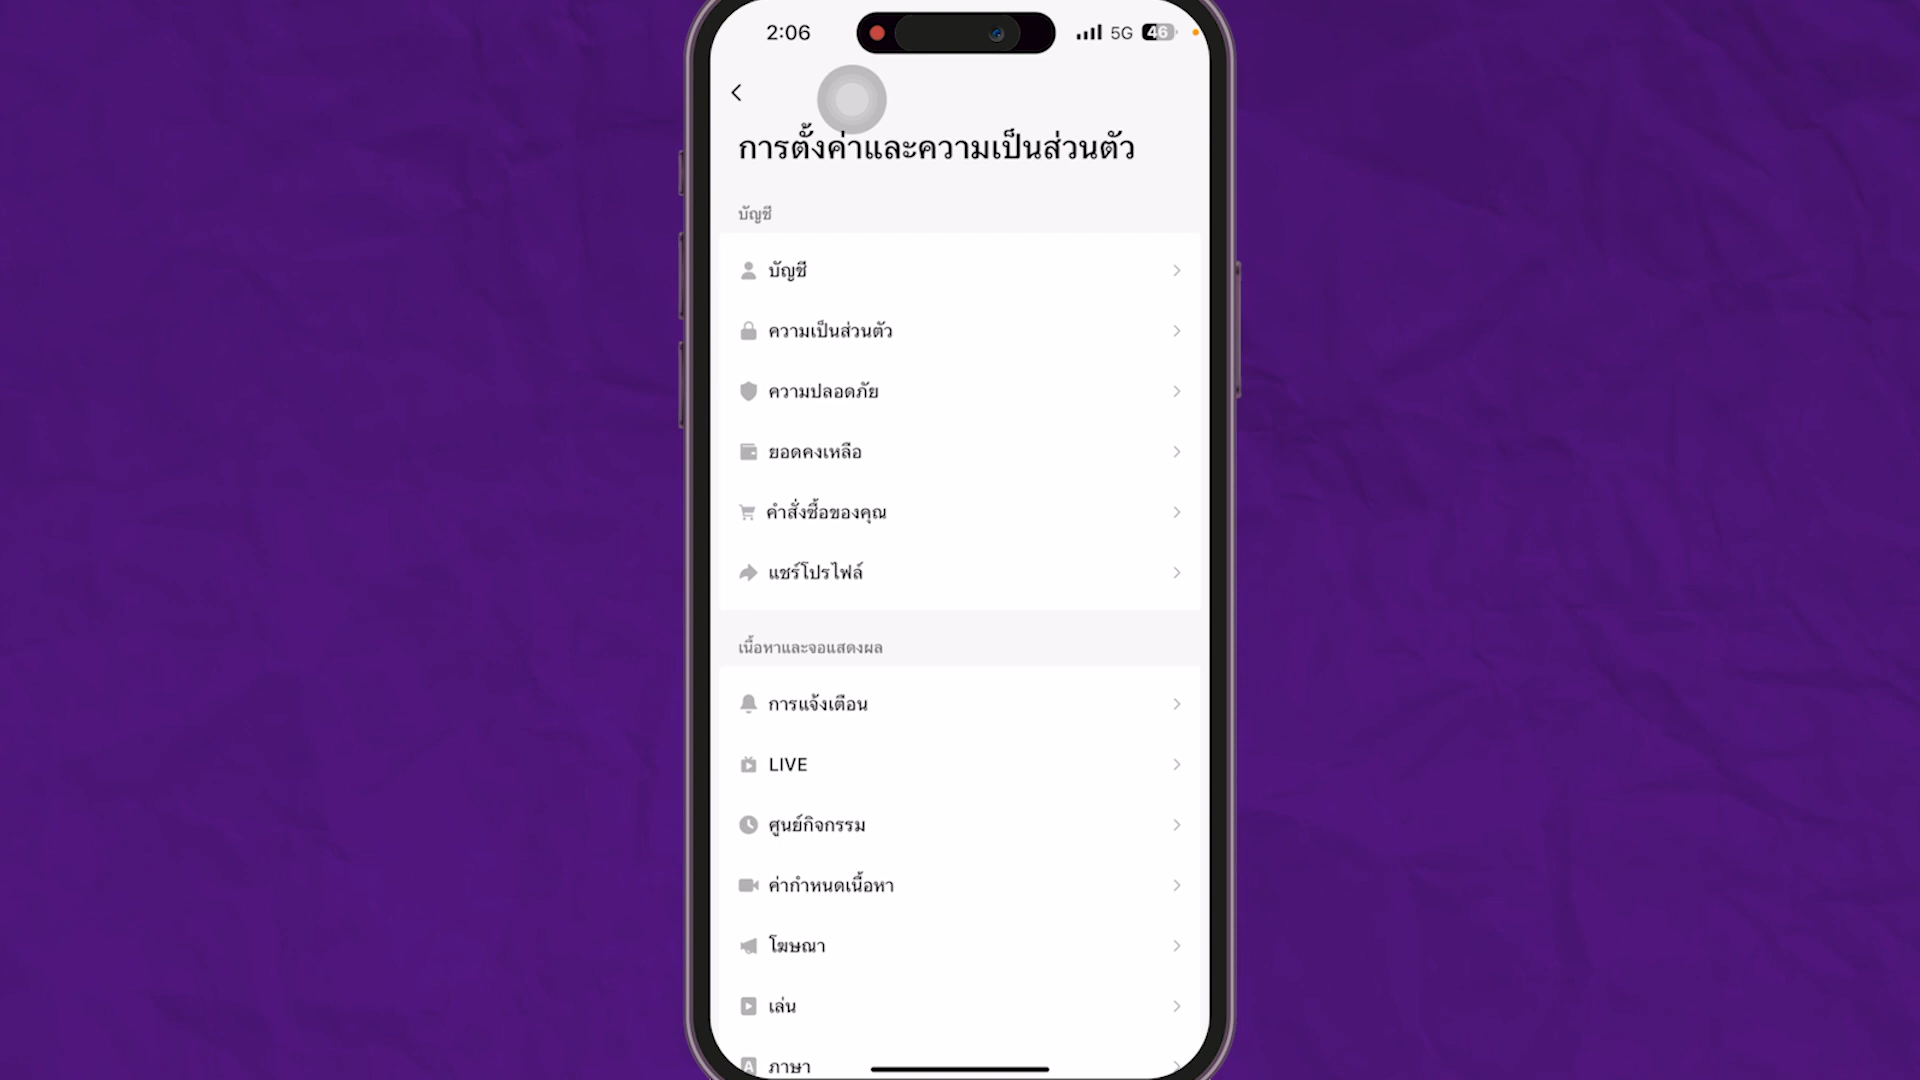 2:06
5G 46
การตั้งค่าและความเป็นส่วนตัว
บัญชี
บัญชี
ความเป็นส่วนตัว
ความปลอดภัย
ยอดคงเหลือ
คำสั่งซื้อของคุณ
แชร์โปรไฟล์
เนื้อหาและจอแสดงผล
การแจ้งเตือน
LIVE
ศูนย์กิจกรรม
ค่ากำหนดเนื้อหา
โฆษณา
เล่น
A ภาษา